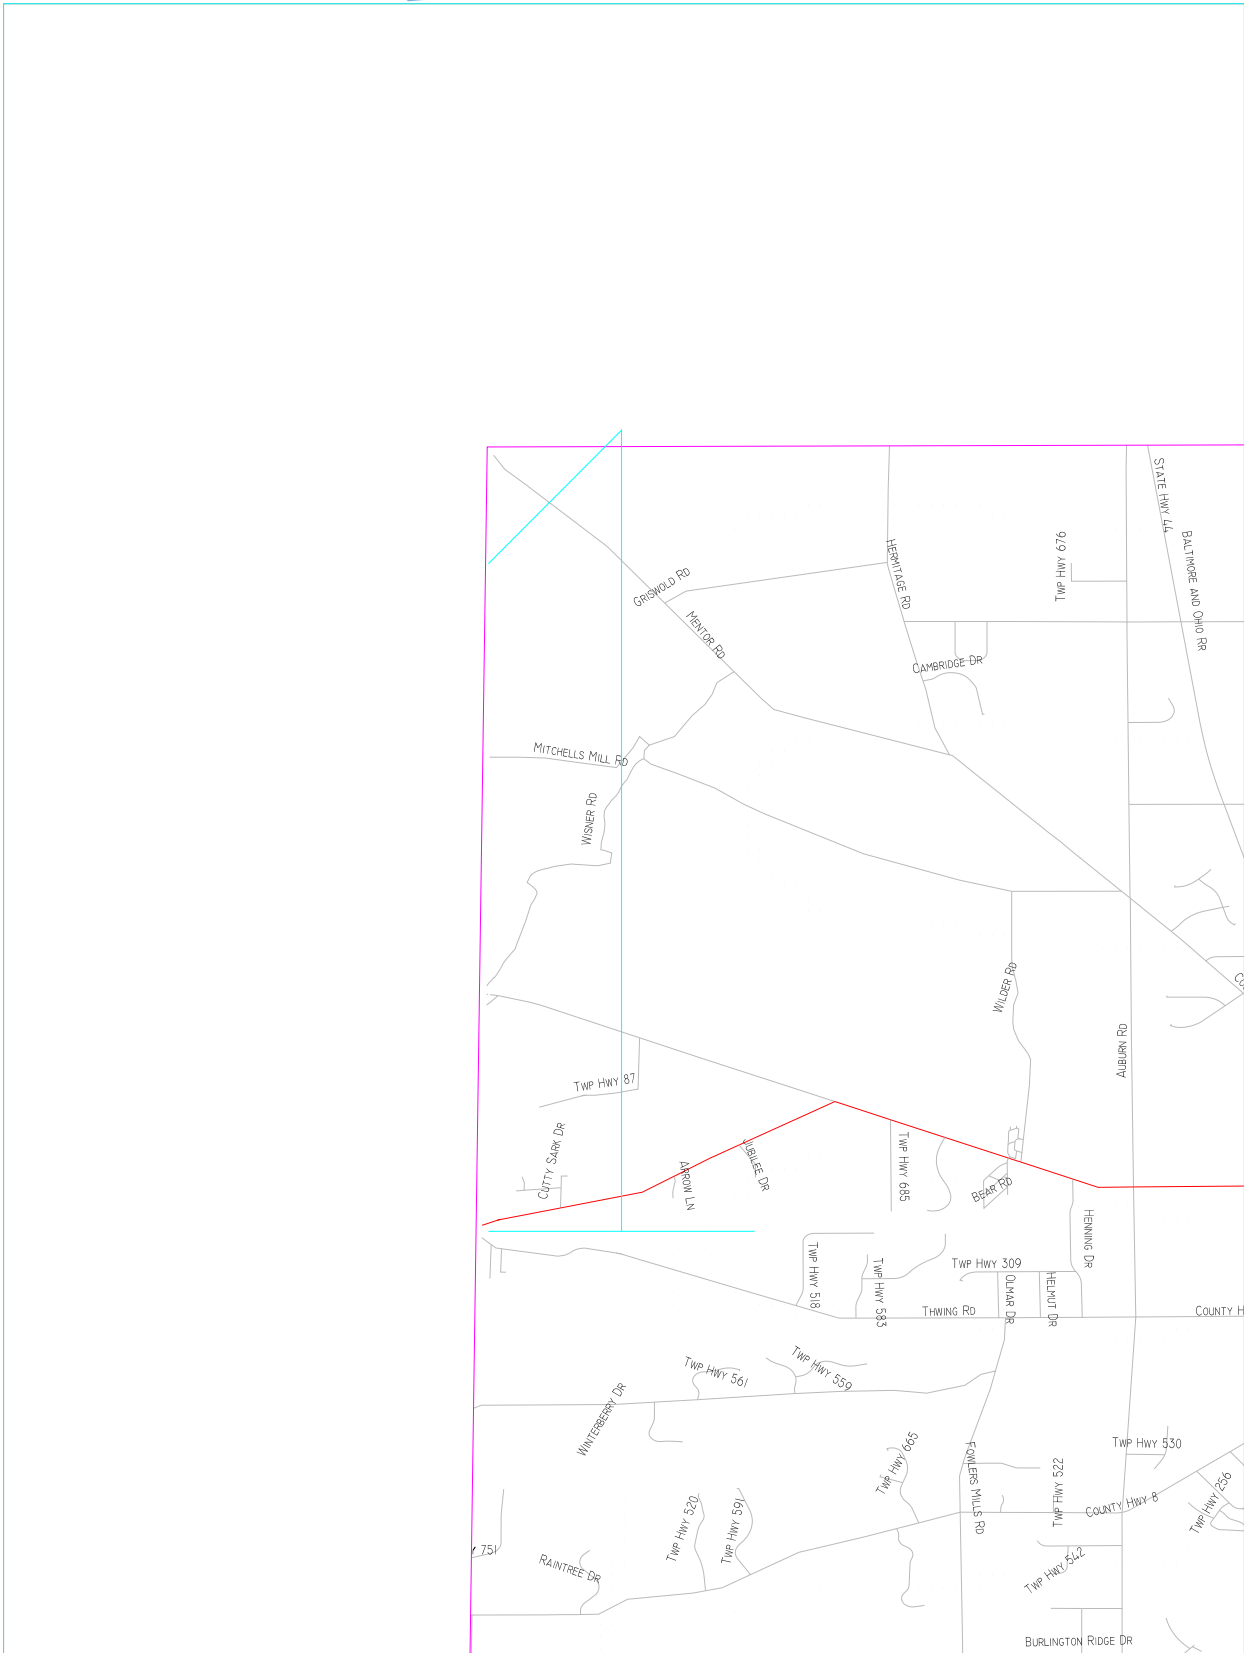 State Hwy 44
Baltimore and Ohio RR
Twp Hwy 676
Hermitage Rd
Griswold Rd
Mentor Rd
Cambridge Dr
Mitchells Mill Rd
Wisner Rd
Wilder Rd
Co
Auburn Rd
Twp Hwy 87
Cutty Sark Dr
Jubilee Dr
Arrow Ln
Twp Hwy 685
Bear Rd
Henning Dr
Twp Hwy 518
Twp Hwy 583
Twp Hwy 309
Olmar Dr
Helmut Dr
Thwing Rd
County H
Twp Hwy 561
Twp Hwy 559
Winterberry Dr
Twp Hwy 665
Fowlers Mills Rd
Twp Hwy 530
Twp Hwy 522
County Hwy 8
Twp Hwy 256
Twp Hwy 520
Twp Hwy 591
y 751
Raintree Dr
Twp Hwy 542
Burlington Ridge Dr